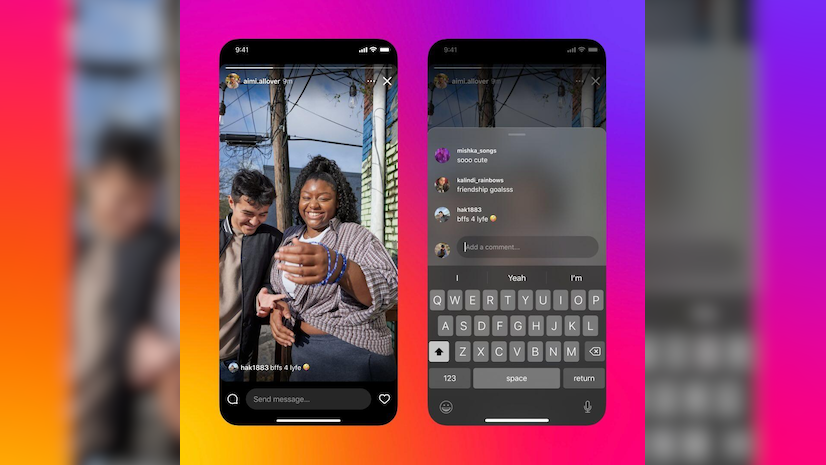 9:41
aimi.allover 9m
hak1883 bffs 4 lyfe 😊
Send message...
9:41
aimi.allover 9m
mishka_songs
sooo cute
kalindi_rainbows
friendship goalsss
hak1883
bffs 4 lyfe 😊
Add a comment...
I Yeah I'm
Q W E R T Y U I O P
A S D F G H J K L
Z X C V B N M
123 space return